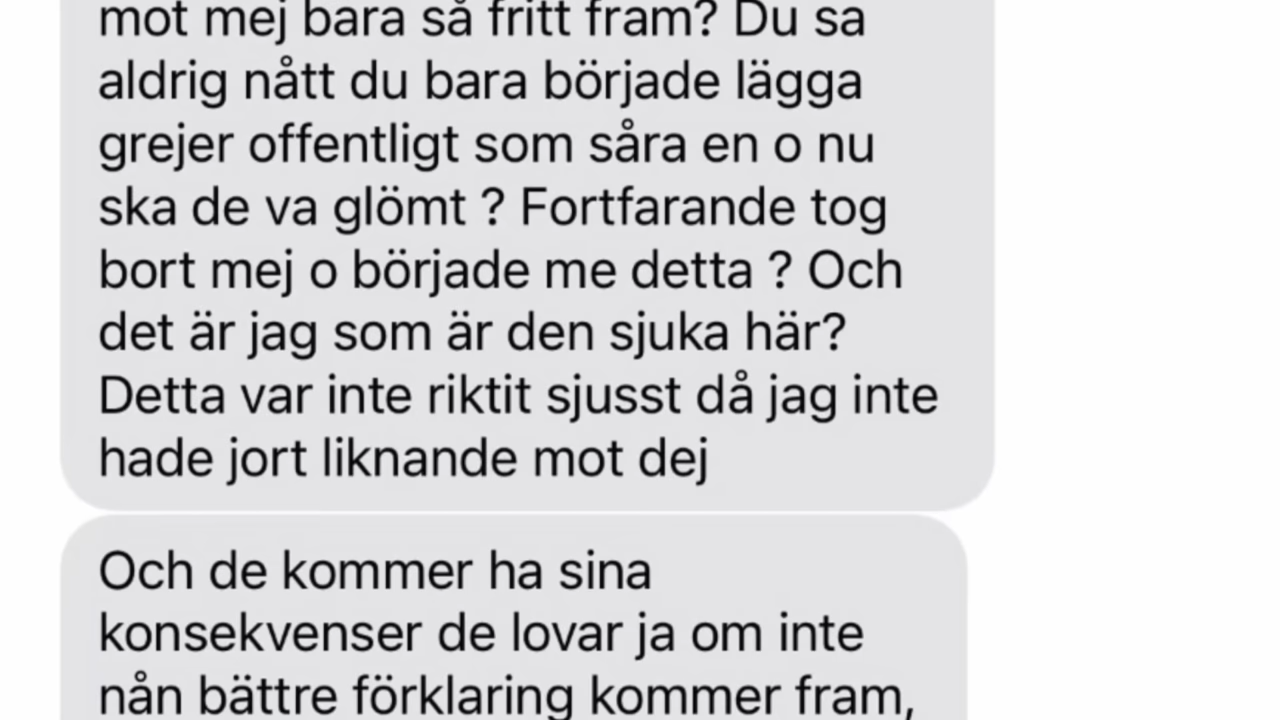 mot mej bara så fritt fram? Du sa
aldrig nått du bara började lägga
grejer offentligt som såra en o nu
ska de va glömt ? Fortfarande tog
bort mej o började me detta ? Och
det är jag som är den sjuka här?
Detta var inte riktit sjusst då jag inte
hade jort liknande mot dej
Och de kommer ha sina
konsekvenser de lovar ja om inte
nån bättre förklaring kommer fram,